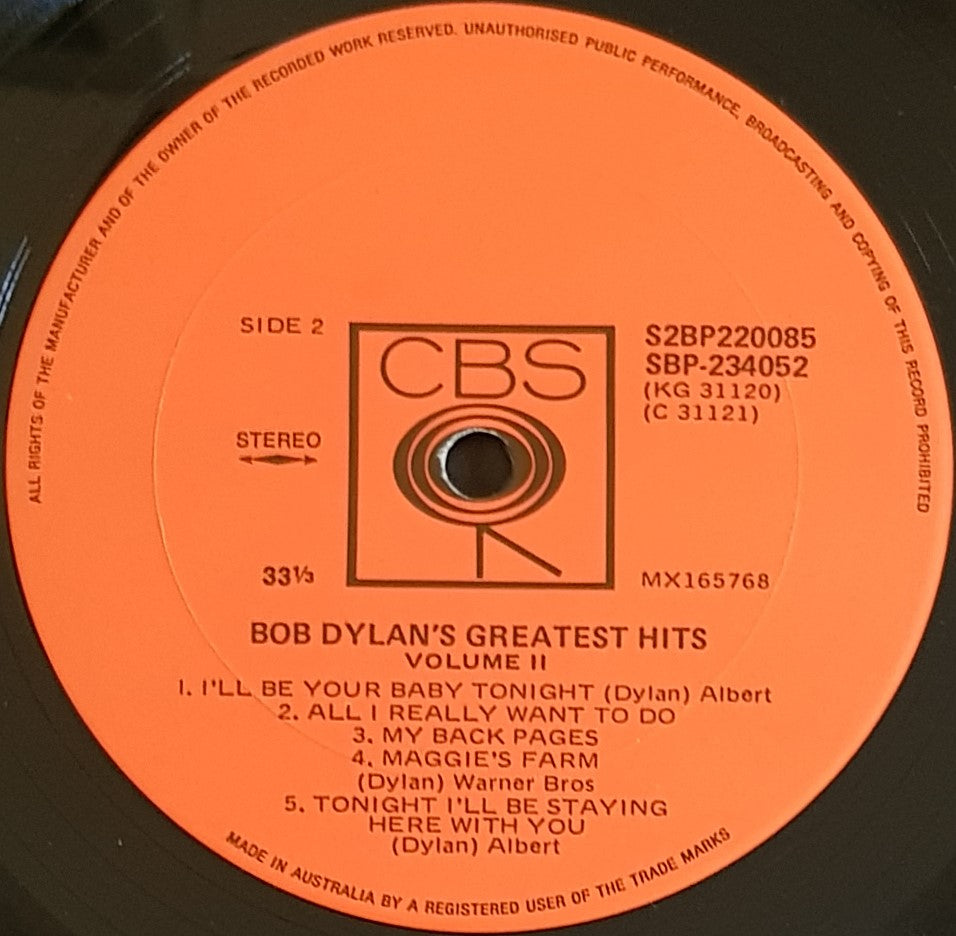 ALL RIGHTS OF THE MANUFACTURER AND OF THE OWNER OF THE RECORDED WORK RESERVED. UNAUTHORISED PUBLIC PERFORMANCE, BROADCASTING AND COPYING OF THIS RECORD PROHIBITED
SIDE 2
CBS
S2BP220085
SBP-234052
(KG 31120)
(C 31121)
STEREO
33⅓
MX165768
BOB DYLAN'S GREATEST HITS
VOLUME II
1. I'LL BE YOUR BABY TONIGHT (Dylan) Albert
2. ALL I REALLY WANT TO DO
3. MY BACK PAGES
4. MAGGIE'S FARM
(Dylan) Warner Bros
5. TONIGHT I'LL BE STAYING
HERE WITH YOU
(Dylan) Albert
MADE IN AUSTRALIA BY A REGISTERED USER OF THE TRADE MARKS